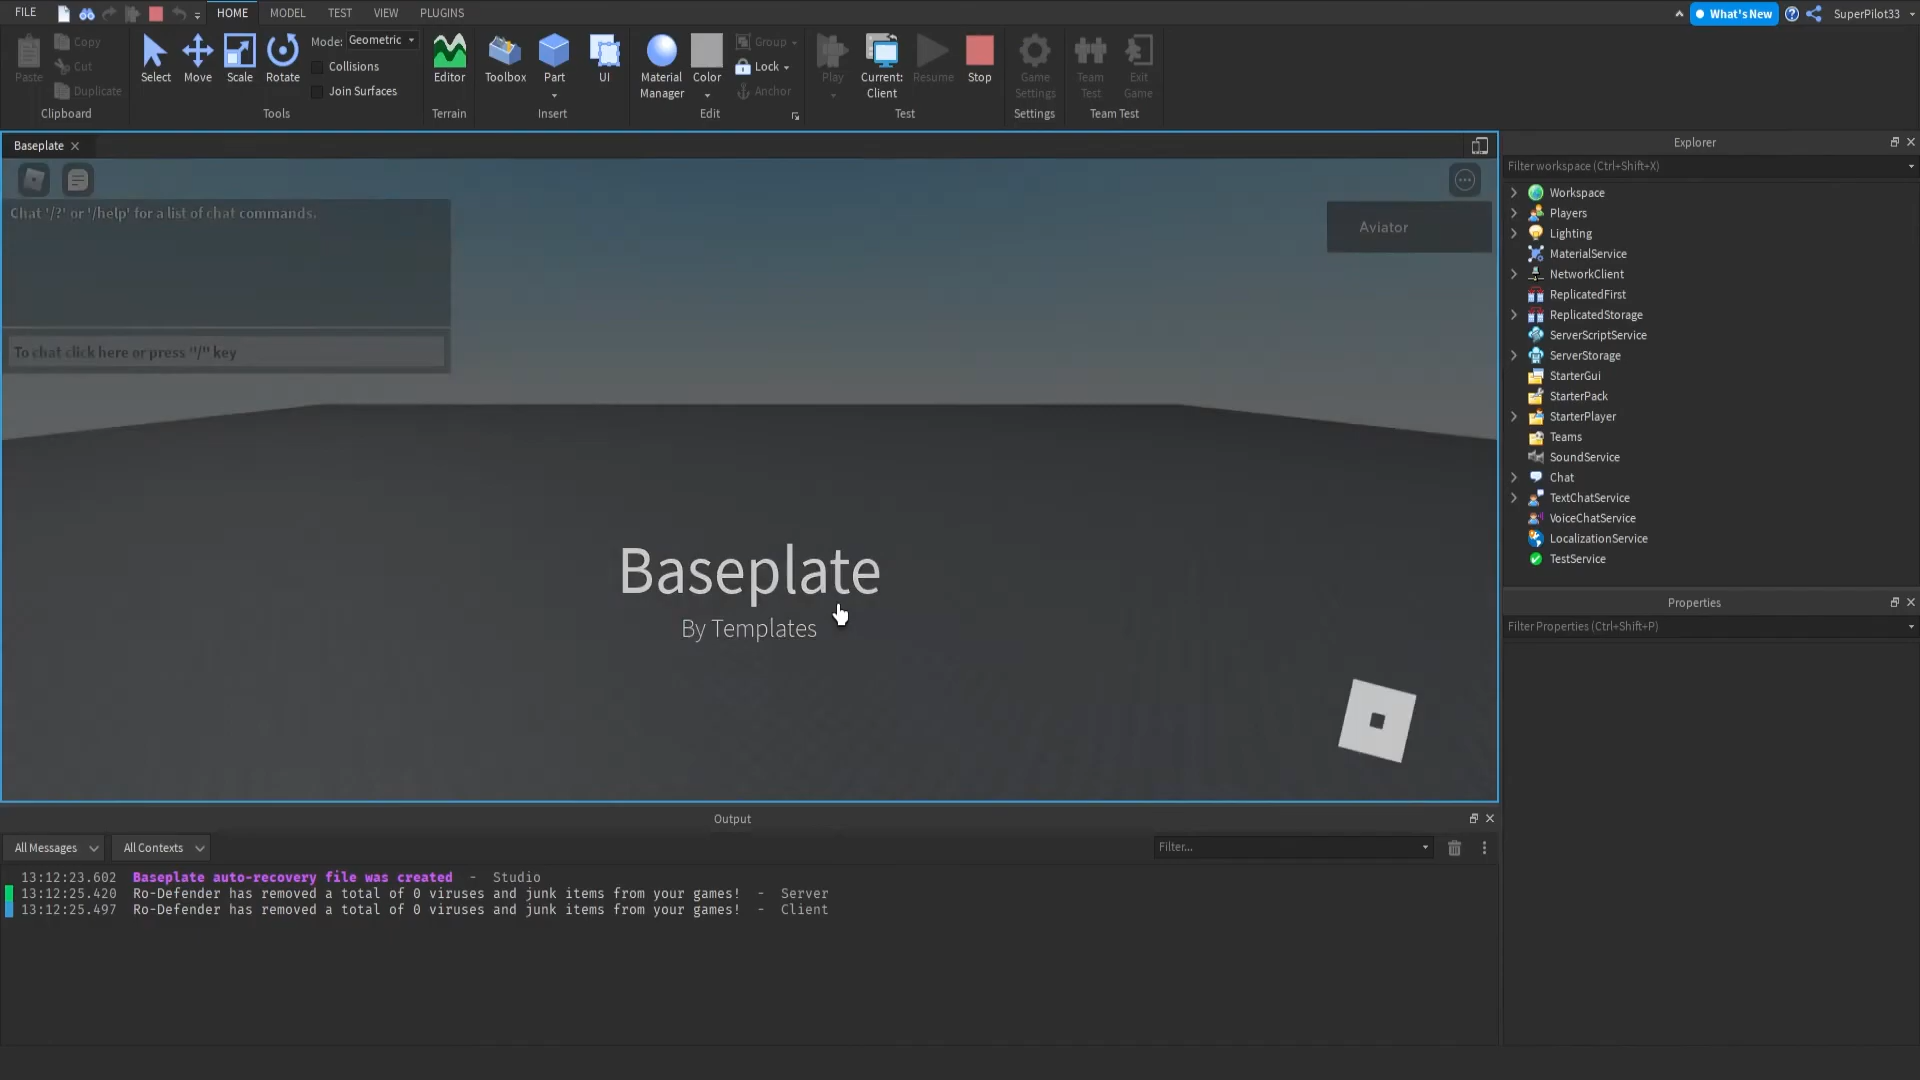 FILE
HOME
MODEL
TEST
VIEW
PLUGINS
What's New
SuperPilot33
Paste
Copy
Cut
Duplicate
Clipboard
Select
Move
Scale
Rotate
Mode: Geometric
Collisions
Join Surfaces
Tools
Editor
Terrain
Toolbox
Part
UI
Insert
Material
Manager
Color
Group
Lock
Anchor
Edit
Play
Current:
Client
Resume
Stop
Test
Game
Settings
Settings
Team
Test
Exit
Game
Team Test
Baseplate
Chat '/?' or '/help' for a list of chat commands.
To chat click here or press "/" key
Aviator
Baseplate
By Templates
Explorer
Filter workspace (Ctrl+Shift+X)
Workspace
Players
Lighting
MaterialService
NetworkClient
ReplicatedFirst
ReplicatedStorage
ServerScriptService
ServerStorage
StarterGui
StarterPack
StarterPlayer
Teams
SoundService
Chat
TextChatService
VoiceChatService
LocalizationService
TestService
Properties
Filter Properties (Ctrl+Shift+P)
Output
All Messages
All Contexts
Filter...
13:12:23.602 Baseplate auto-recovery file was created - Studio
13:12:25.420 Ro-Defender has removed a total of 0 viruses and junk items from your games! - Server
13:12:25.497 Ro-Defender has removed a total of 0 viruses and junk items from your games! - Client